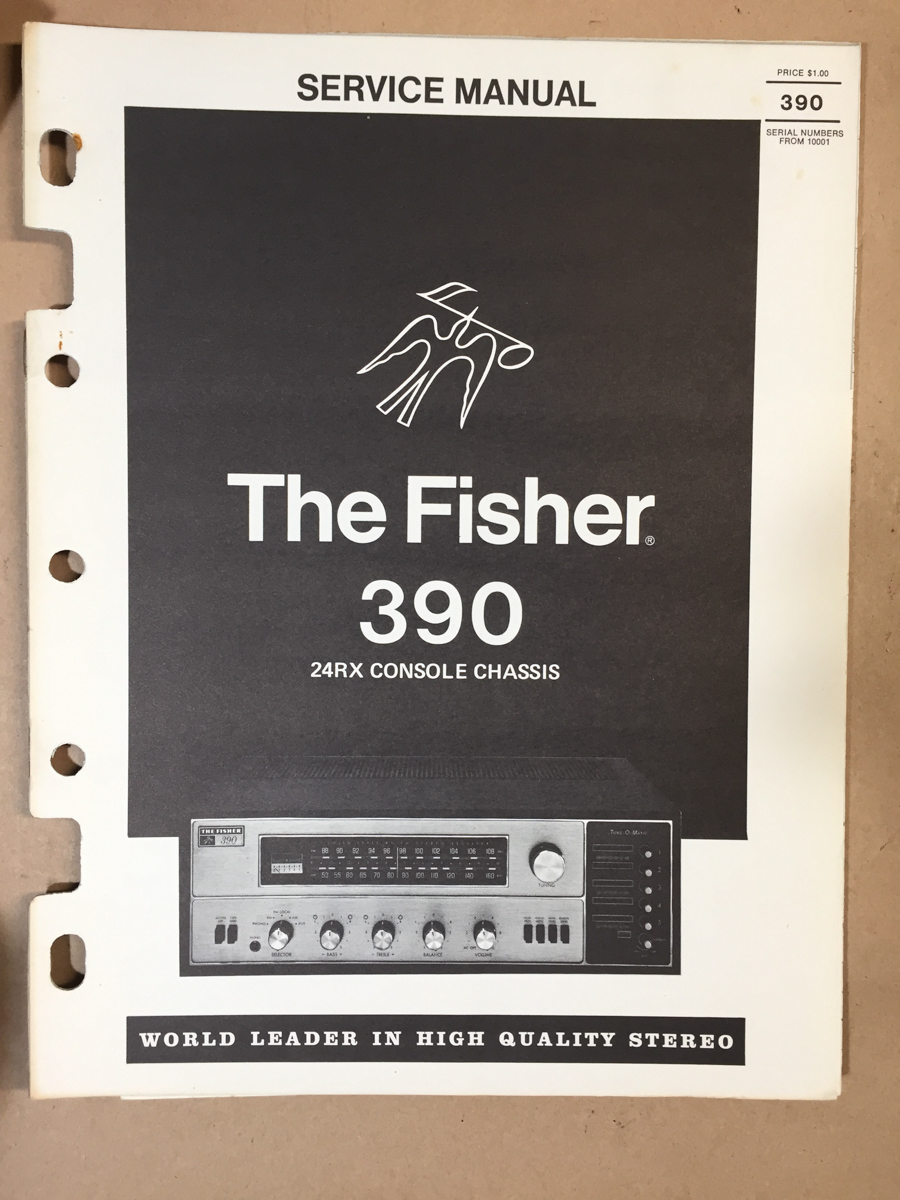 SERVICE MANUAL
PRICE $1.00
390
SERIAL NUMBERS
FROM 10001
The Fisher®
390
24RX CONSOLE CHASSIS
THE FISHER
390
TUNE-O-MATIC
88 90 92 94 96 98 100 102 104 106 108
TUNING
SELECTOR
- BASS +
- TREBLE +
BALANCE
VOLUME
WORLD LEADER IN HIGH QUALITY STEREO